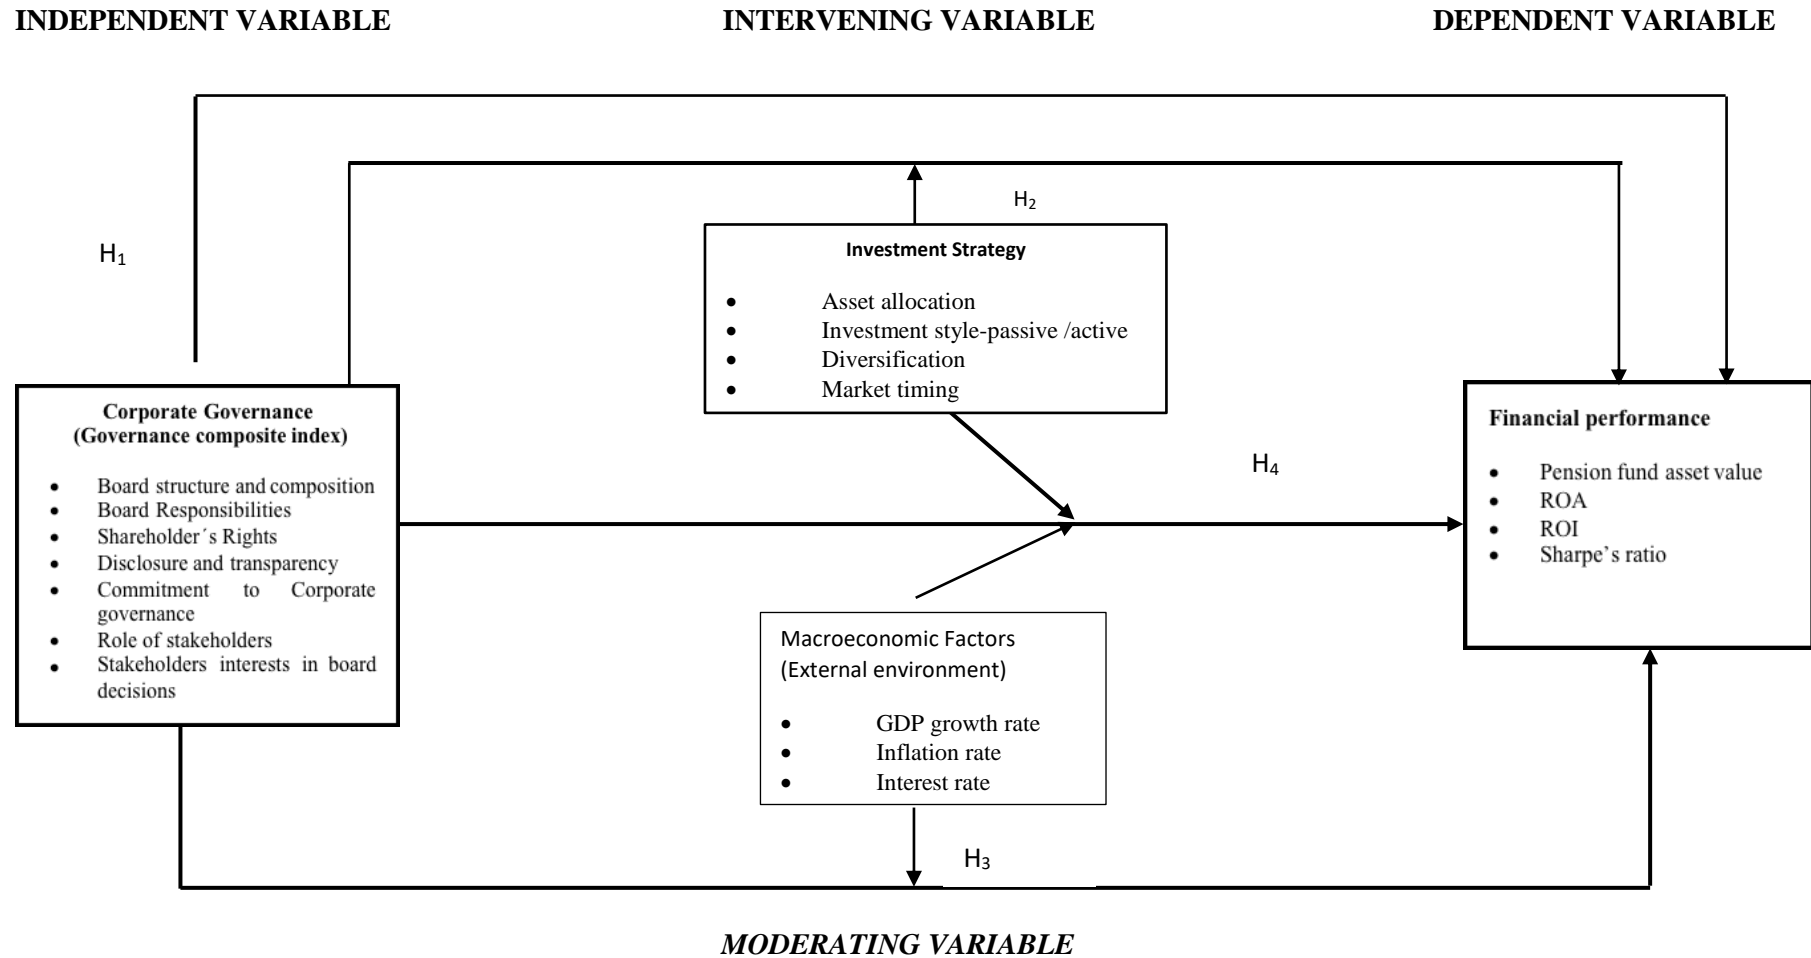 INDEPENDENT VARIABLE
INTERVENING VARIABLE
DEPENDENT VARIABLE
H2
H1
Investment Strategy
• Asset allocation
• Investment style-passive /active
• Diversification
• Market timing
Corporate Governance
(Governance composite index)
• Board structure and composition
• Board Responsibilities
• Shareholder´s Rights
• Disclosure and transparency
• Commitment to Corporate
governance
• Role of stakeholders
• Stakeholders interests in board
decisions
H4
Financial performance
• Pension fund asset value
• ROA
• ROI
• Sharpe’s ratio
Macroeconomic Factors
(External environment)
• GDP growth rate
• Inflation rate
• Interest rate
H3
MODERATING VARIABLE